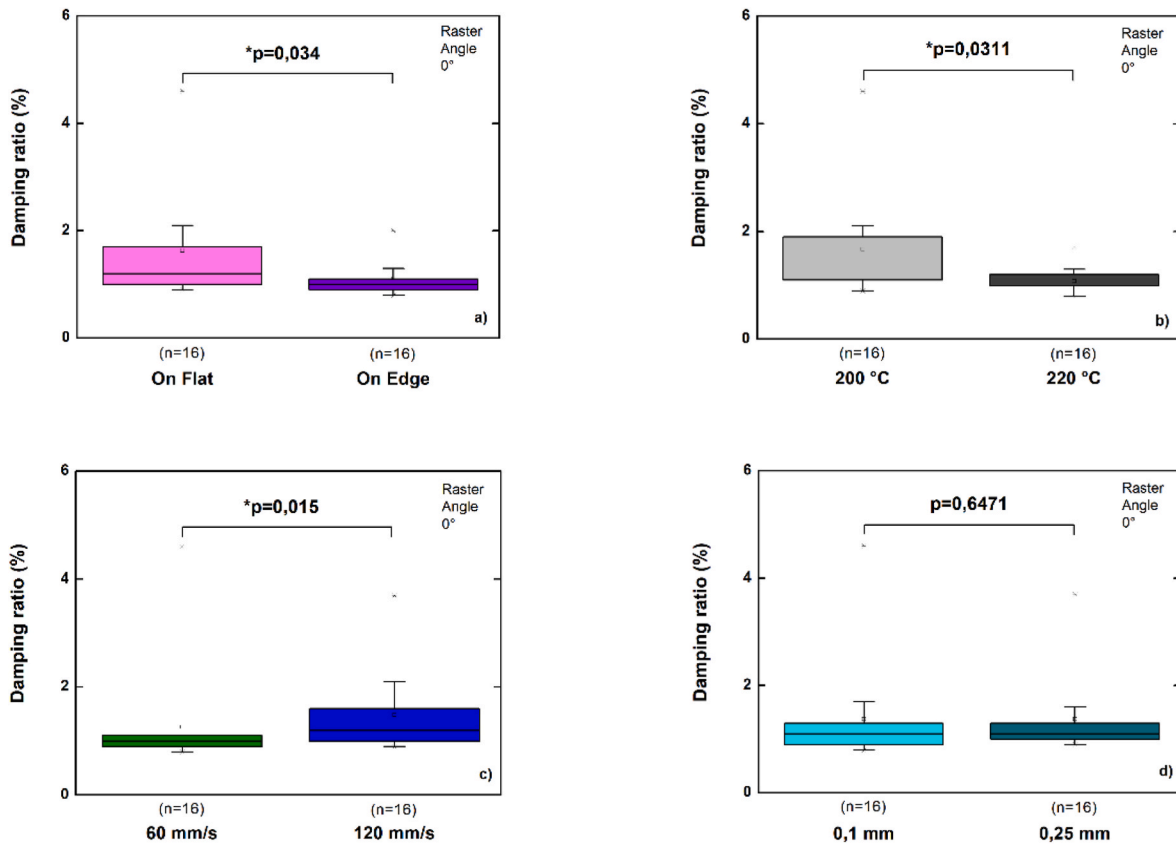 6
4
2
0
Damping ratio (%)
*p=0,034
Raster
Angle
0°
a)
(n=16)
(n=16)
On Flat
On Edge
6
4
2
0
Damping ratio (%)
*p=0,0311
Raster
Angle
0°
b)
(n=16)
(n=16)
200 °C
220 °C
6
4
2
0
Damping ratio (%)
*p=0,015
Raster
Angle
0°
c)
(n=16)
(n=16)
60 mm/s
120 mm/s
6
4
2
0
Damping ratio (%)
p=0,6471
Raster
Angle
0°
d)
(n=16)
(n=16)
0,1 mm
0,25 mm